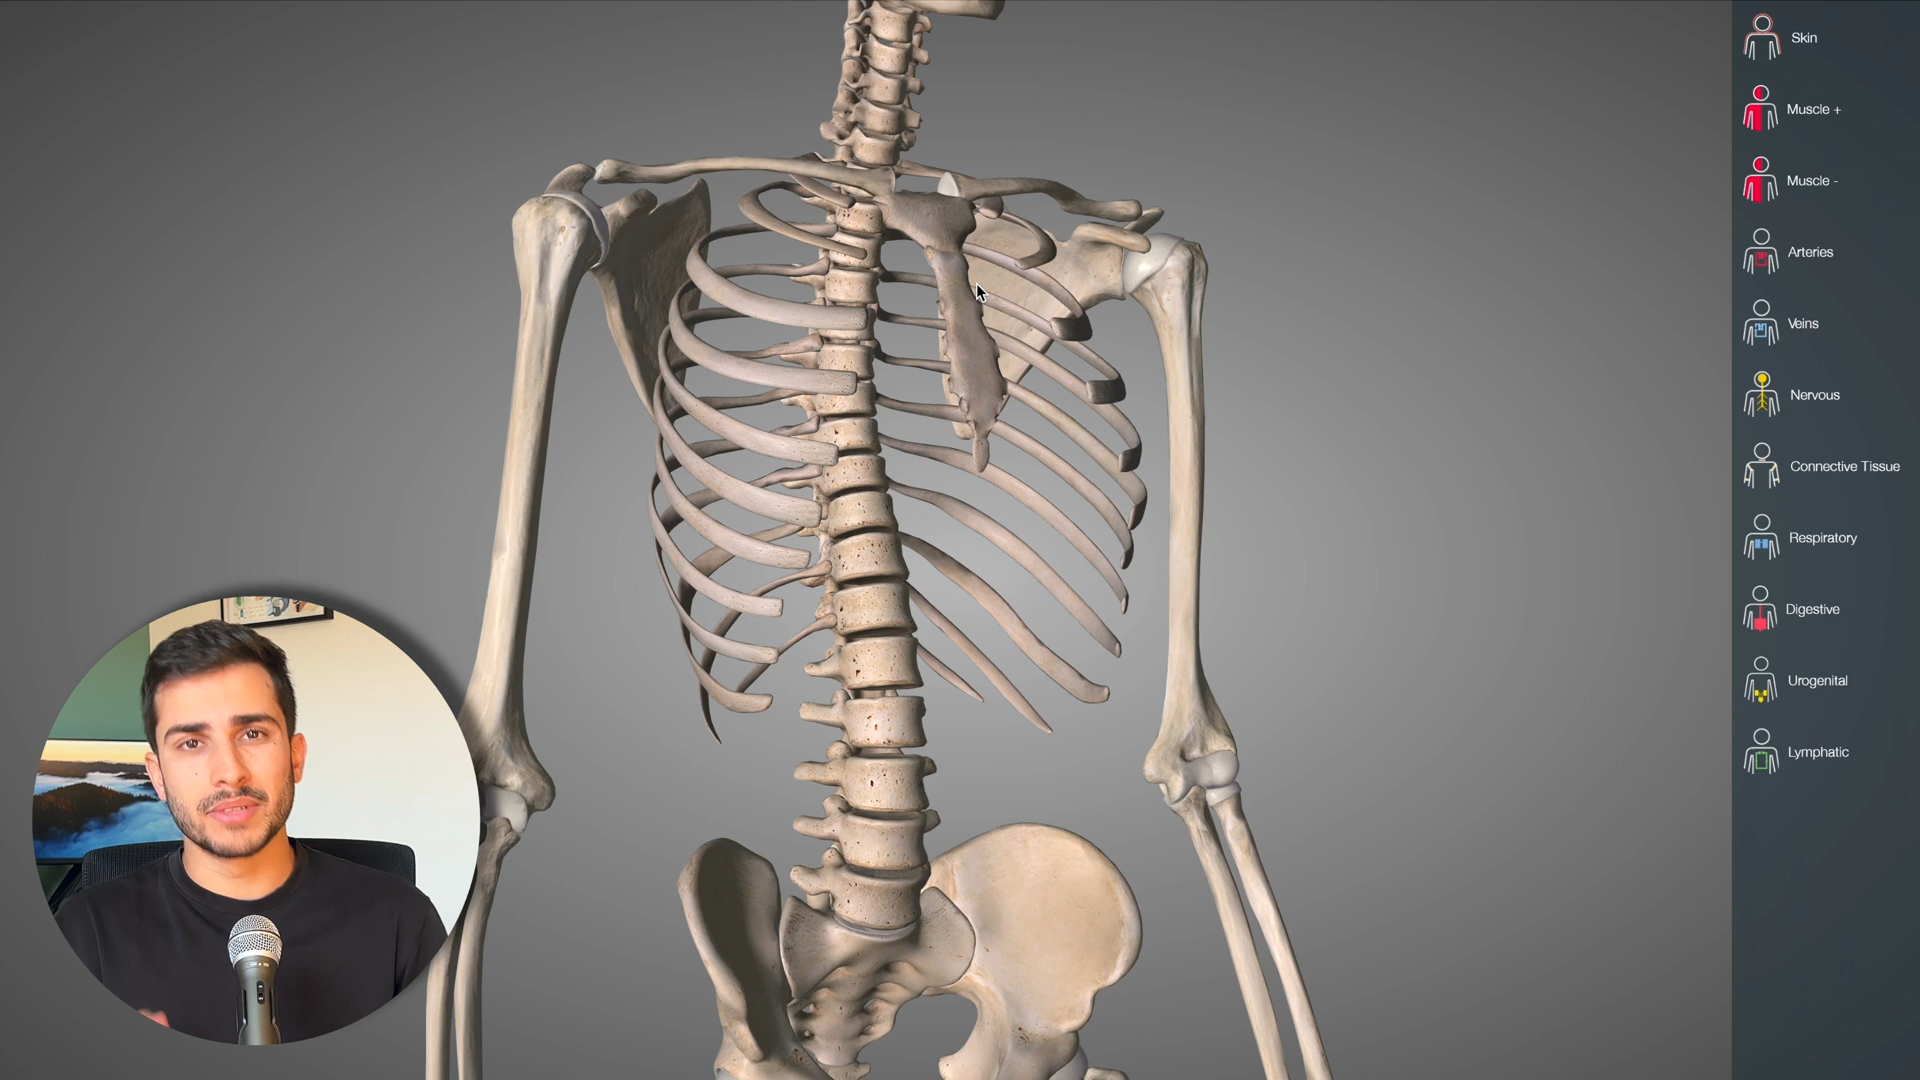 Skin
Muscle +
Muscle -
Arteries
Veins
Nervous
Connective Tissue
Respiratory
Digestive
Urogenital
Lymphatic